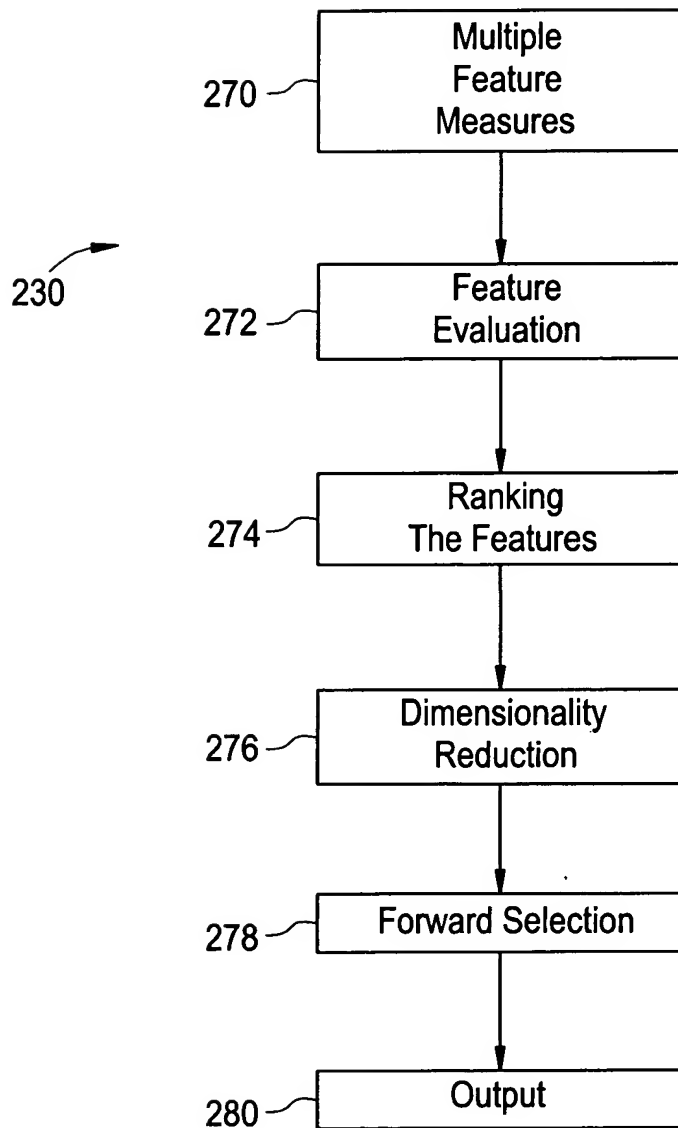 Multiple
Feature
Measures
270
230
Feature
Evaluation
272
Ranking
The Features
274
Dimensionality
Reduction
276
Forward Selection
278
Output
280